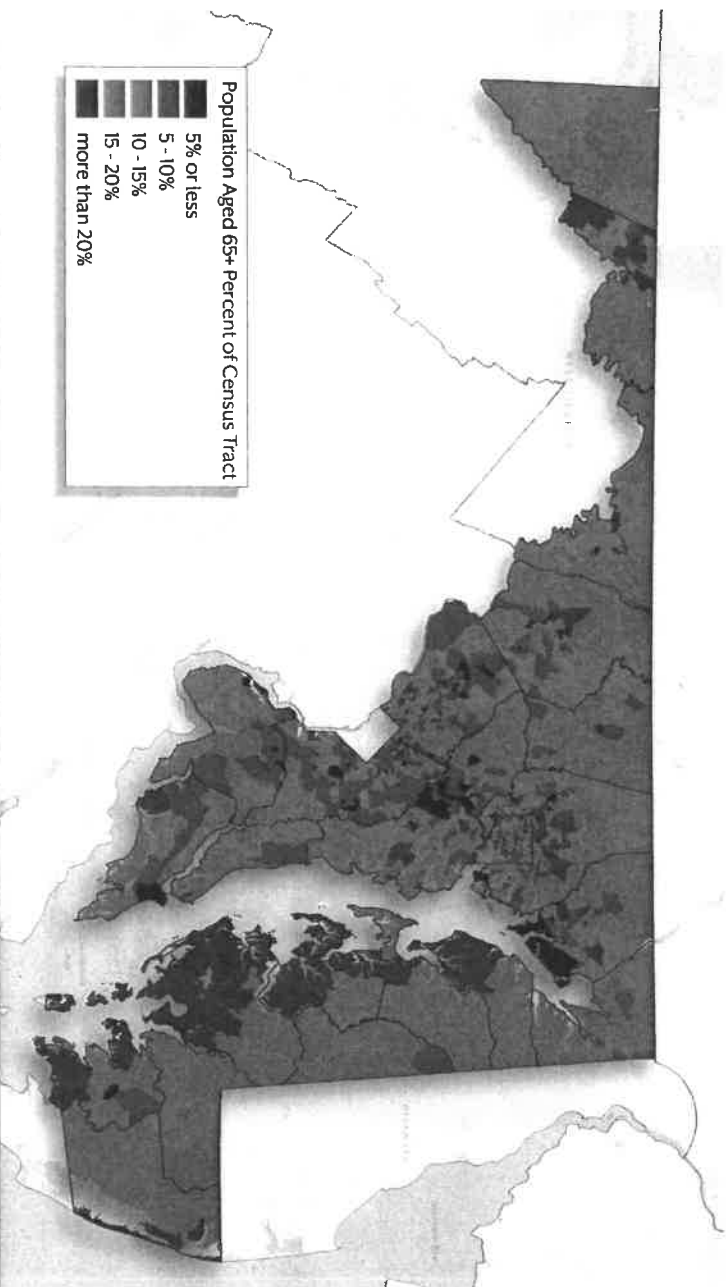 Population Aged 65+ Percent of Census Tract
5% or less
5 - 10%
10 - 15%
15 - 20%
more than 20%